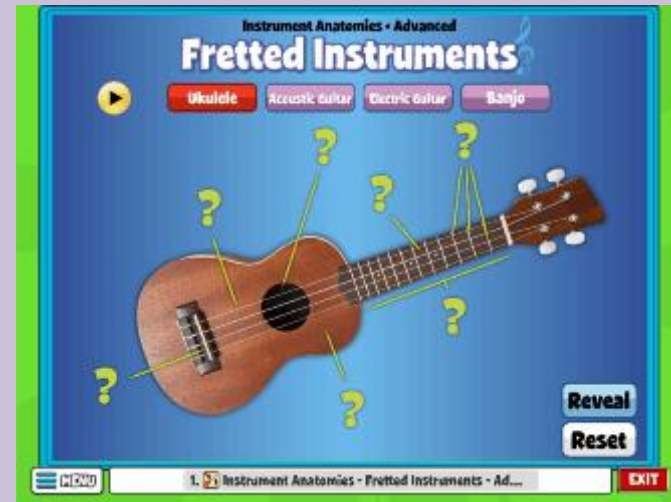 Instrument Anatomies • Advanced
Fretted Instruments
Ukulele Acoustic Guitar Electric Guitar Banjo
? ?
? ?
?
? ?
Reveal
Reset
MENU 1. Instrument Anatomies - Fretted Instruments - Ad.... EXIT